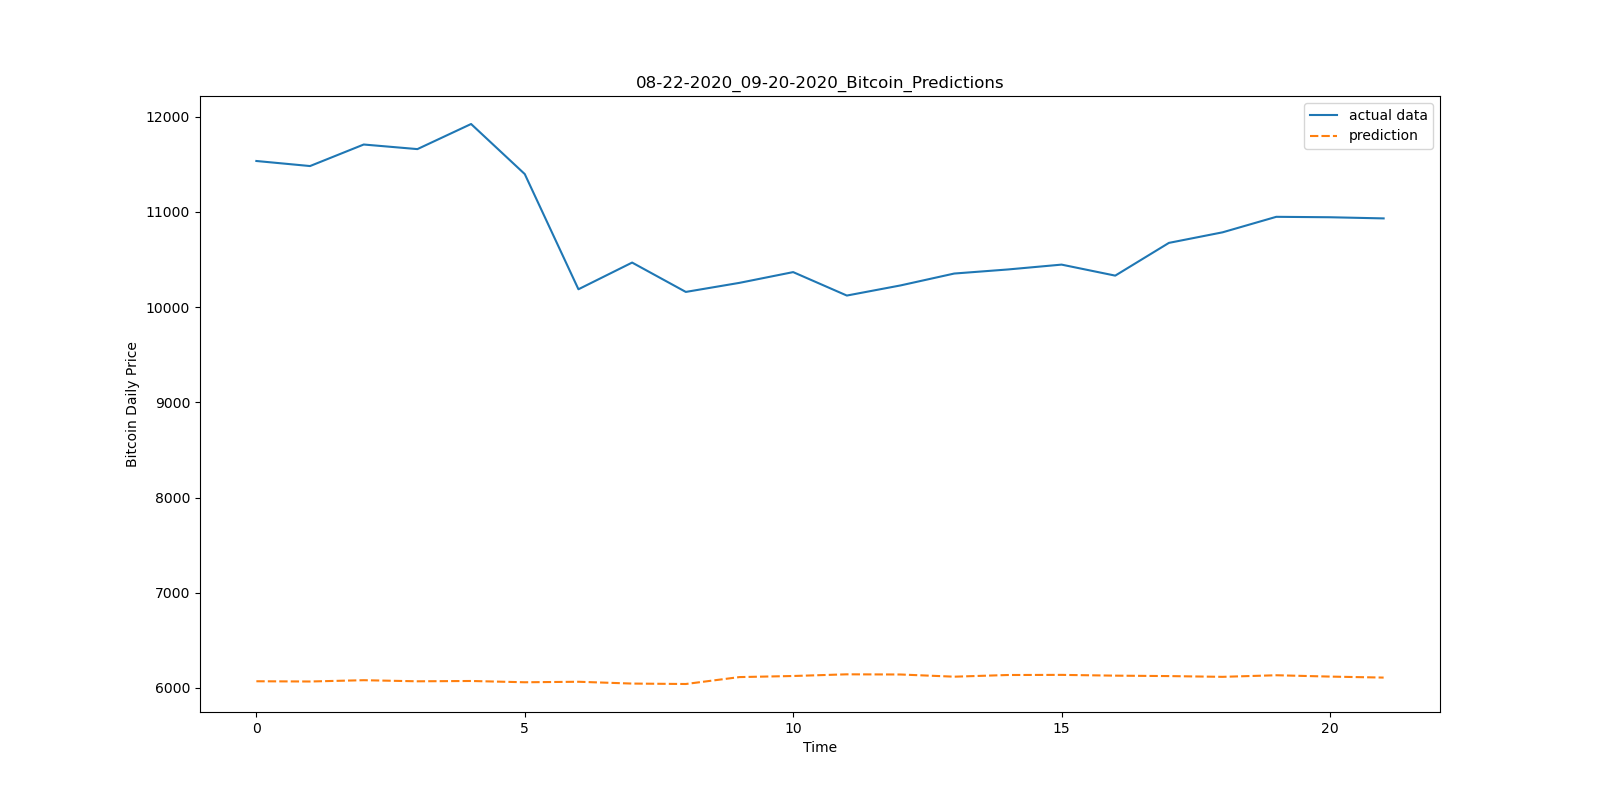 08-22-2020_09-20-2020_Bitcoin_Predictions
actual data
prediction
12000
11000
10000
9000
8000
7000
6000
Bitcoin Daily Price
0 5 10 15 20
Time